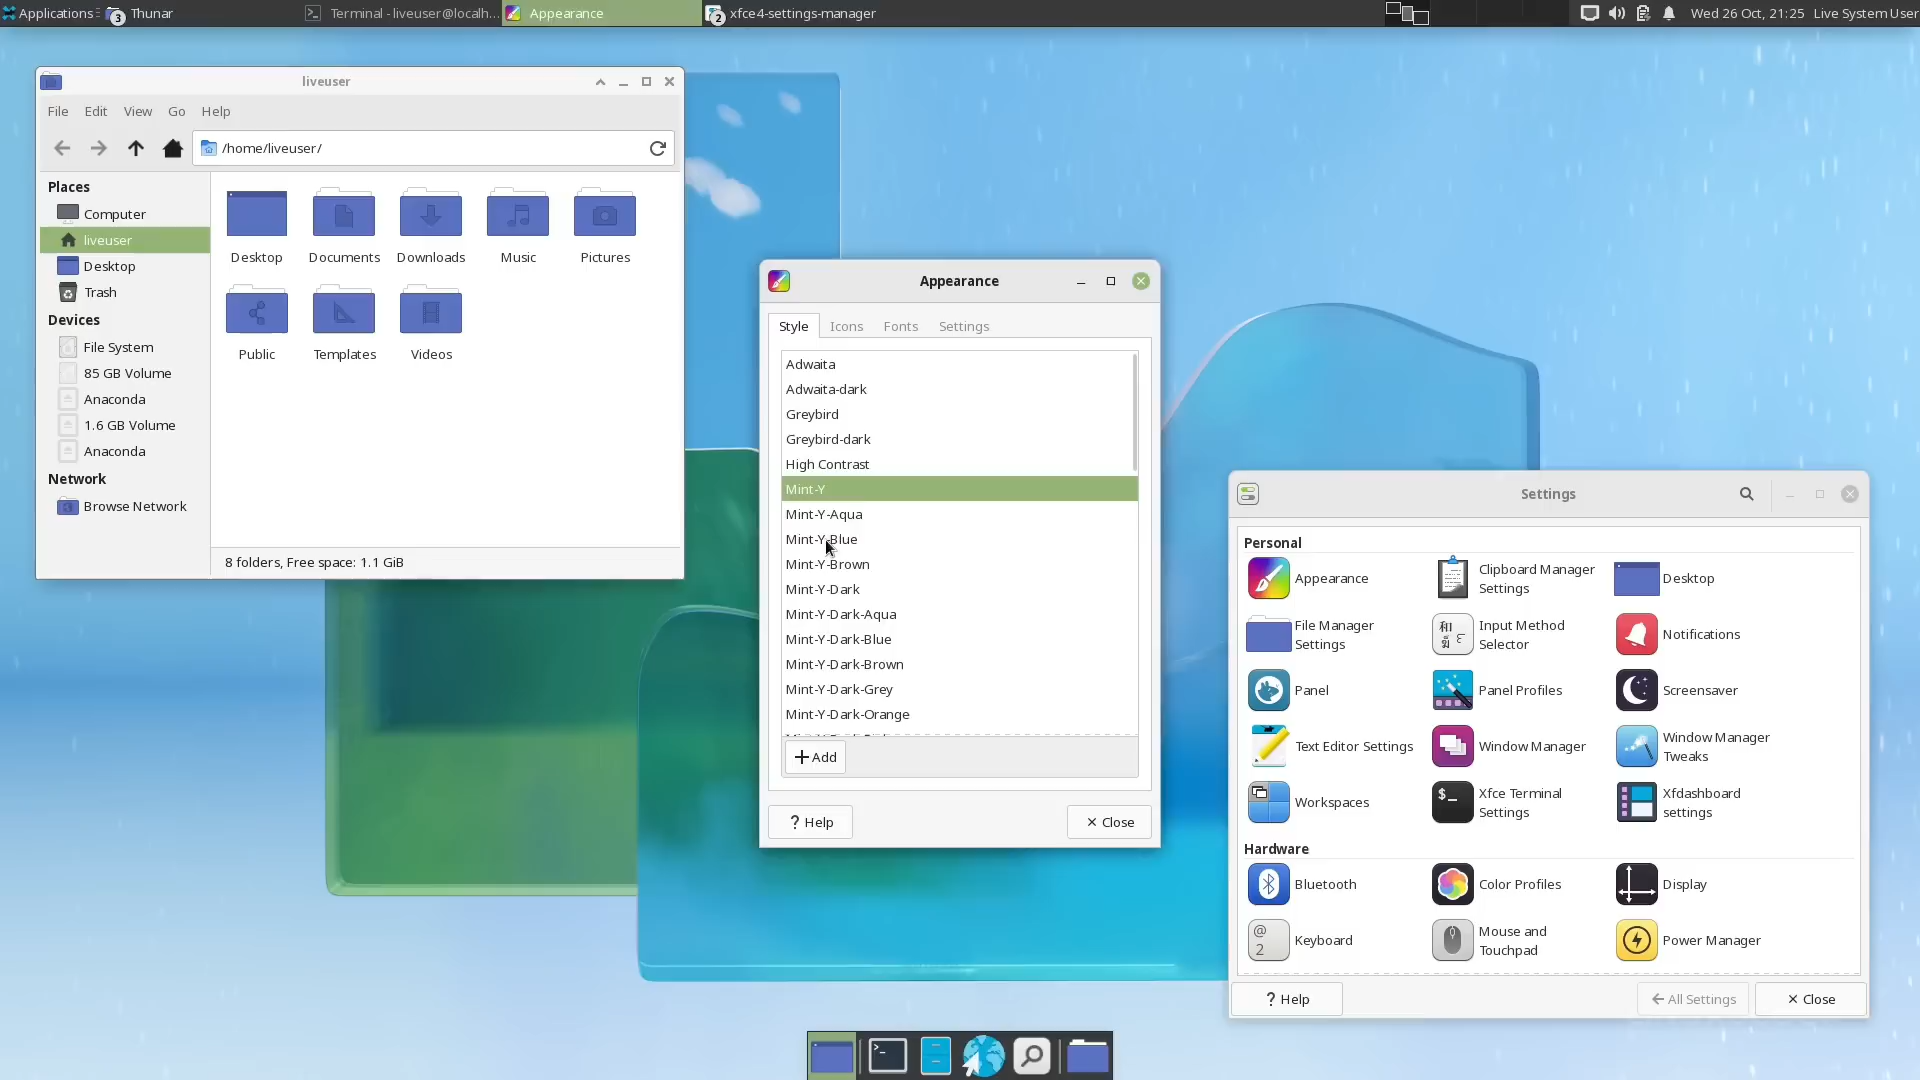 Applications
3
Thunar
Terminal - liveuser@localh...
Appearance
2
xfce4-settings-manager
Wed 26 Oct, 21:25
Live System User
liveuser
File Edit View Go Help
/home/liveuser/
Places
Computer
liveuser
Desktop
Trash
Devices
File System
85 GB Volume
Anaconda
1.6 GB Volume
Anaconda
Network
Browse Network
Desktop Documents Downloads Music Pictures
Public Templates Videos
8 folders, Free space: 1.1 GiB
Appearance
Style Icons Fonts Settings
Adwaita
Adwaita-dark
Greybird
Greybird-dark
High Contrast
Mint-Y
Mint-Y-Aqua
Mint-Y-Blue
Mint-Y-Brown
Mint-Y-Dark
Mint-Y-Dark-Aqua
Mint-Y-Dark-Blue
Mint-Y-Dark-Brown
Mint-Y-Dark-Grey
Mint-Y-Dark-Orange
Add
? Help
Close
Settings
Personal
Appearance
Clipboard Manager
Settings
Desktop
File Manager
Settings
Input Method
Selector
Notifications
Panel
Panel Profiles
Screensaver
Text Editor Settings
Window Manager
Window Manager
Tweaks
Workspaces
$_
Xfce Terminal
Settings
Xfdashboard
settings
Hardware
Bluetooth
Color Profiles
Display
@
2
Keyboard
Mouse and
Touchpad
Power Manager
? Help
All Settings
Close